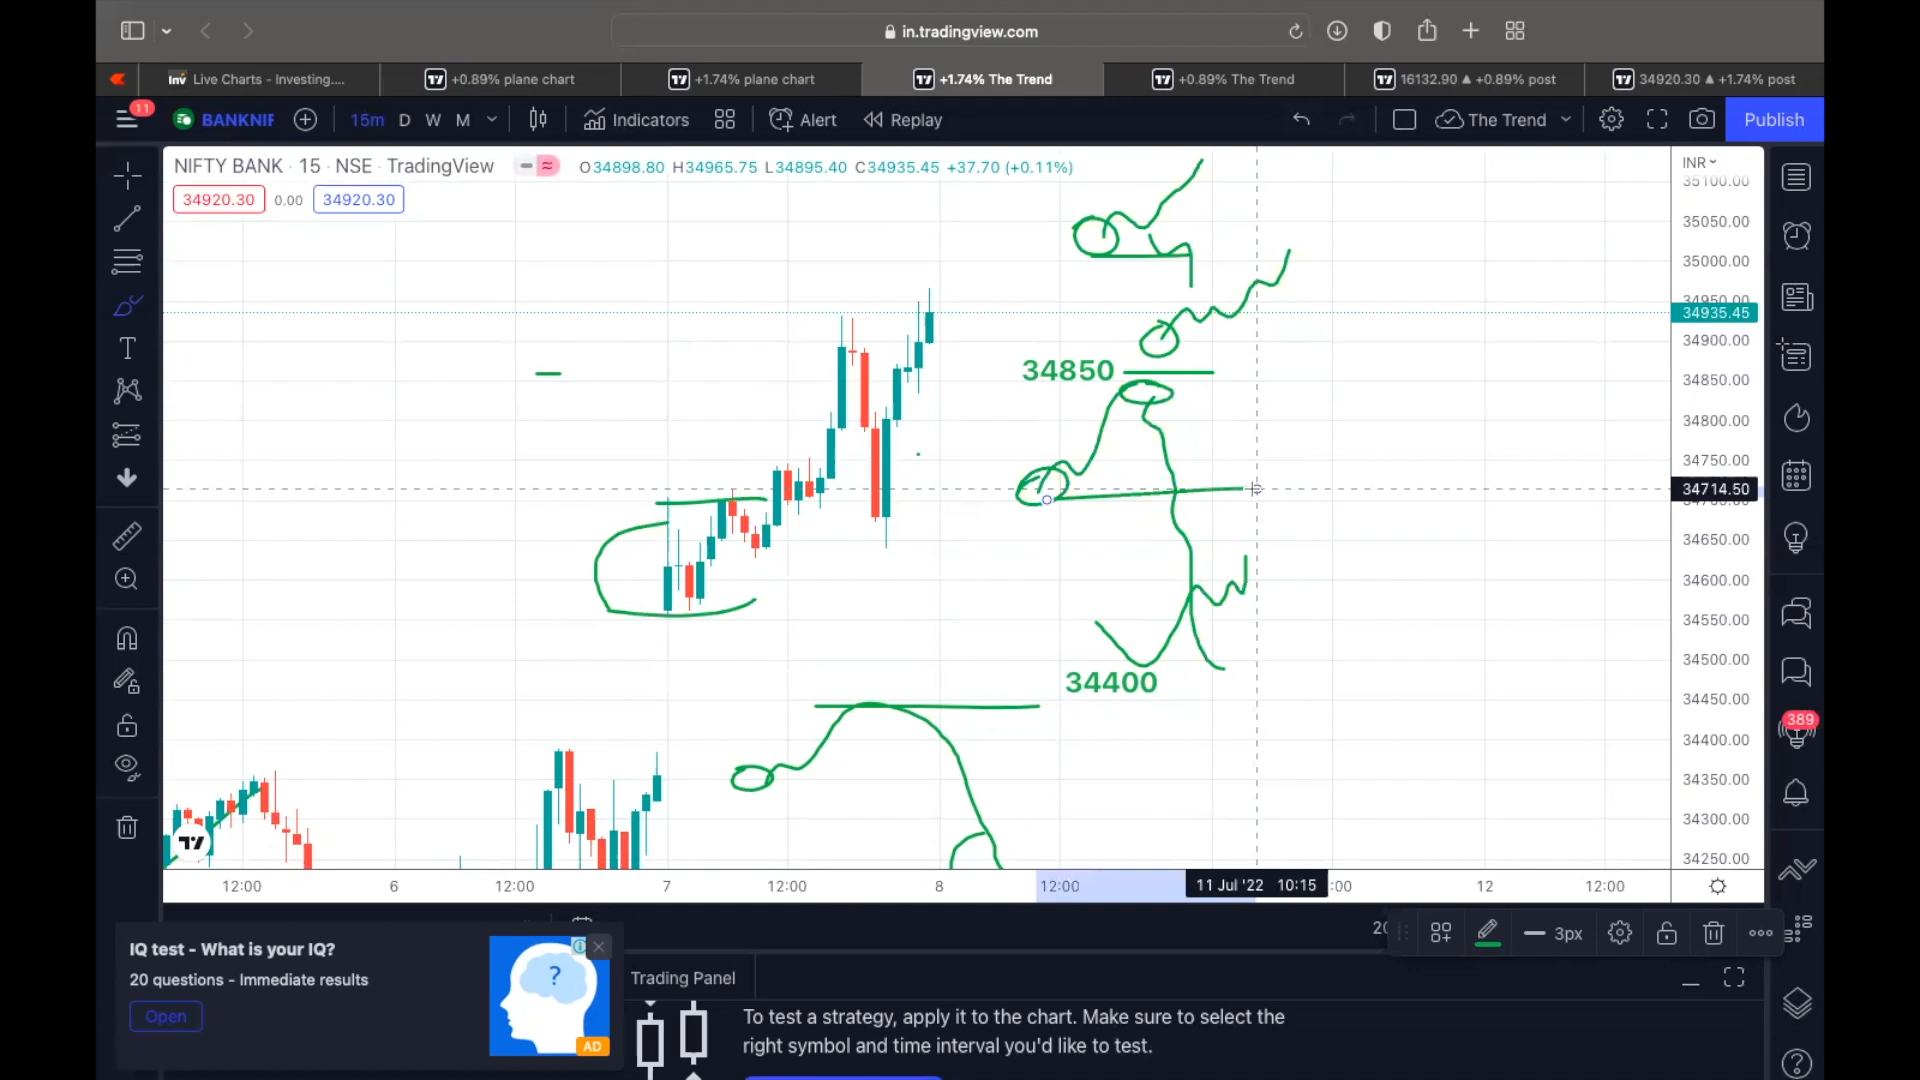 in.tradingview.com
Inv Live Charts - Investing....
+0.89% plane chart
+1.74% plane chart
+1.74% The Trend
+0.89% The Trend
16132.90 ▲ +0.89% post
34920.30 ▲ +1.74% post
11
BANKNIF
15m D W M
Indicators
Alert
Replay
The Trend
Publish
NIFTY BANK · 15 · NSE · TradingView
O34898.80 H34965.75 L34895.40 C34935.45 +37.70 (+0.11%)
INR
34920.30 0.00 34920.30
35100.00
35050.00
35000.00
34950.00
34935.45
34900.00
34850
34850.00
34800.00
34750.00
34714.50
34650.00
34600.00
34550.00
34500.00
34400
34450.00
389
34400.00
34350.00
34300.00
34250.00
12:00 6 12:00 7 12:00 8 12:00 11 Jul '22 10:15 :00 12 12:00
3px
IQ test - What is your IQ?
20 questions - Immediate results
Open
?
AD
Trading Panel
To test a strategy, apply it to the chart. Make sure to select the
right symbol and time interval you'd like to test.